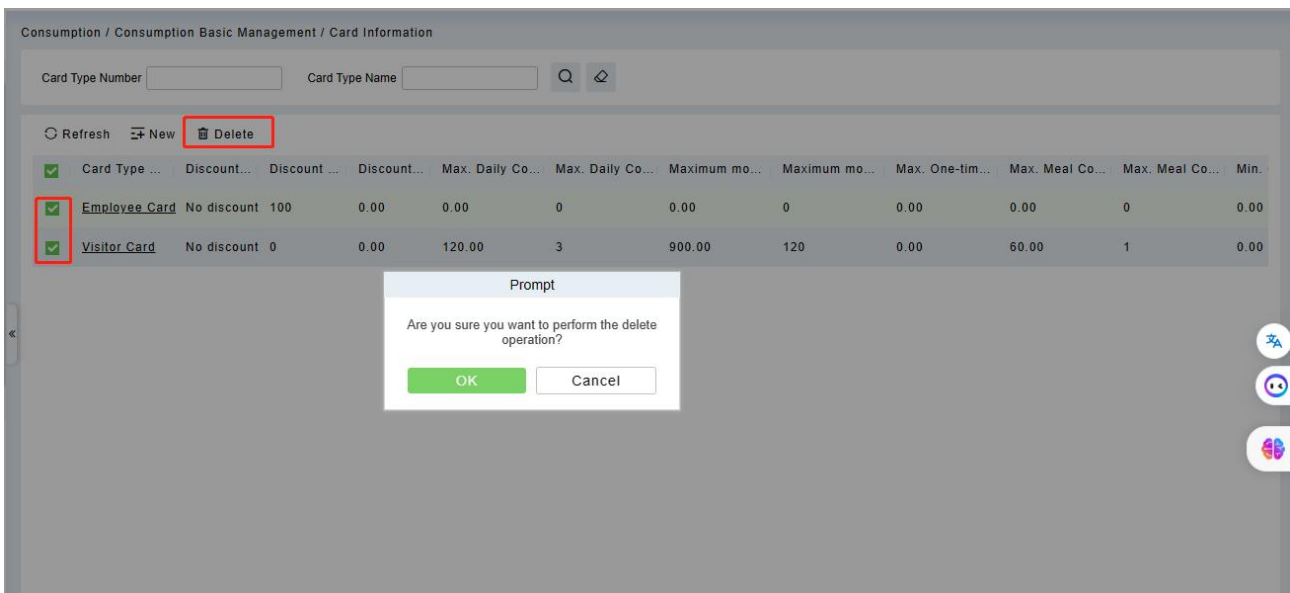 Consumption / Consumption Basic Management / Card Information
Card Type Number Card Type Name
Refresh New Delete
Card Type ... Discount... Discount ... Discount... Max. Daily Co... Max. Daily Co... Maximum mo... Maximum mo... Max. One-tim... Max. Meal Co... Max. Meal Co... Min.
Employee Card No discount 100 0.00 0.00 0 0.00 0 0.00 0.00 0 0.00
Visitor Card No discount 0 0.00 120.00 3 900.00 120 0.00 60.00 1 0.00
Prompt
Are you sure you want to perform the delete
operation?
OK Cancel